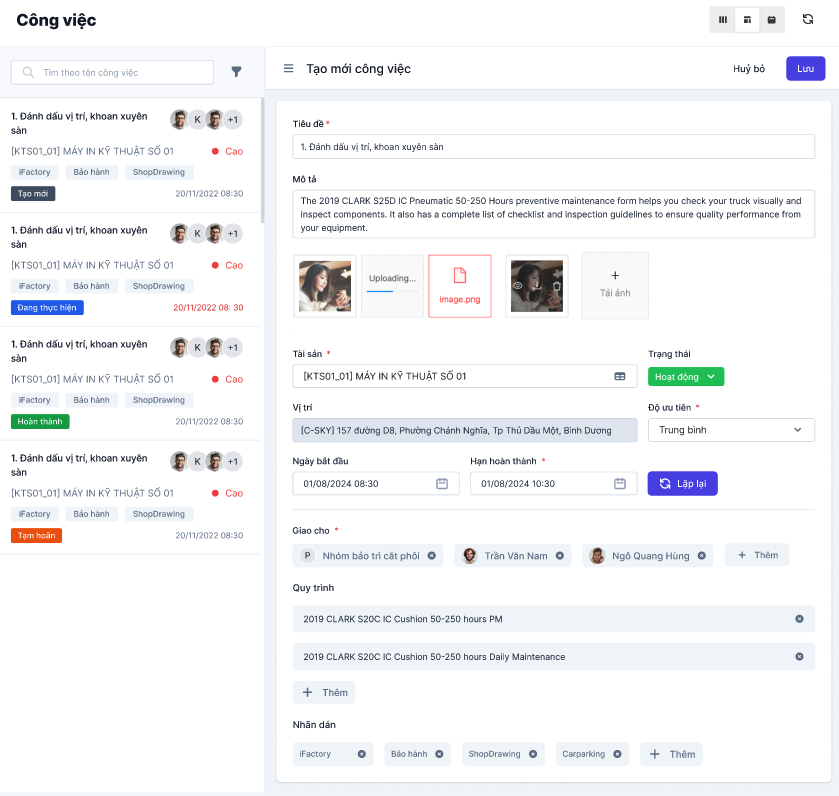 Công việc
Tìm theo tên công việc
1. Đánh dấu vị trí, khoan xuyên
sàn
K
+1
[KTS01_01] MÁY IN KỸ THUẬT SỐ 01
Cao
iFactory
Bảo hành
ShopDrawing
Tạo mới
20/11/2022 08:30
1. Đánh dấu vị trí, khoan xuyên
sàn
K
+1
[KTS01_01] MÁY IN KỸ THUẬT SỐ 01
Cao
iFactory
Bảo hành
ShopDrawing
Đang thực hiện
20/11/2022 08: 30
1. Đánh dấu vị trí, khoan xuyên
sàn
K
+1
[KTS01_01] MÁY IN KỸ THUẬT SỐ 01
Cao
iFactory
Bảo hành
ShopDrawing
Hoàn thành
20/11/2022 08:30
1. Đánh dấu vị trí, khoan xuyên
sàn
K
+1
[KTS01_01] MÁY IN KỸ THUẬT SỐ 01
Cao
iFactory
Bảo hành
ShopDrawing
Tạm hoãn
20/11/2022 08:30
Tạo mới công việc
Huỷ bỏ
Lưu
Tiêu đề *
1. Đánh dấu vị trí, khoan xuyên sàn
Mô tả
The 2019 CLARK S25D IC Pneumatic 50-250 Hours preventive maintenance form helps you check your truck visually and
inspect components. It also has a complete list of checklist and inspection guidelines to ensure quality performance from
your equipment.
Uploading...
image.png
Tải ảnh
Tài sản *
Trạng thái
[KTS01_01] MÁY IN KỸ THUẬT SỐ 01
Hoạt động
Vị trí
Độ ưu tiên *
[C-SKY] 157 đường D8, Phường Chánh Nghĩa, Tp Thủ Dầu Một, Bình Dương
Trung bình
Ngày bắt đầu
Hạn hoàn thành *
01/08/2024 08:30
01/08/2024 10:30
Lặp lại
Giao cho *
P
Nhóm bảo trì cắt phôi
Trần Văn Nam
Ngô Quang Hùng
Thêm
Quy trình
2019 CLARK S20C IC Cushion 50-250 hours PM
2019 CLARK S20C IC Cushion 50-250 hours Daily Maintenance
Thêm
Nhãn dán
iFactory
Bảo hành
ShopDrawing
Carparking
Thêm